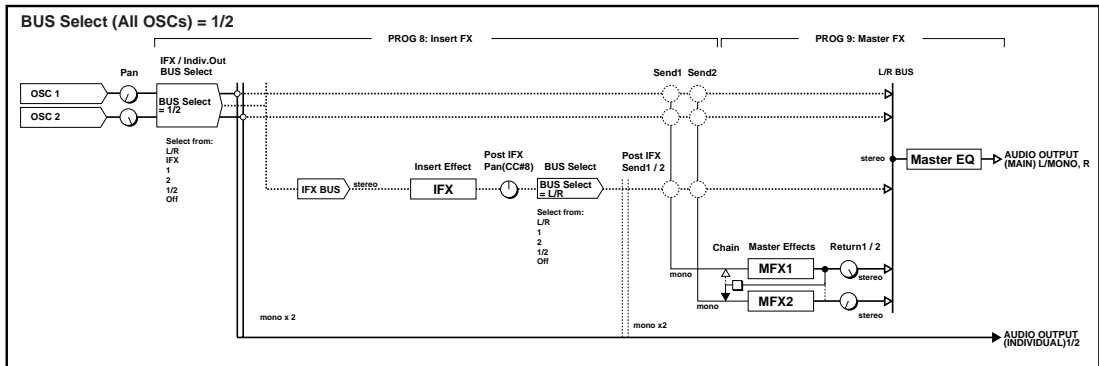 BUS Select (All OSCs) = 1/2
PROG 8: Insert FX
PROG 9: Master FX
IFX / Indiv.Out
BUS Select
Pan
Send1 Send2
L/R BUS
OSC 1
OSC 2
BUS Select
= 1/2
Select from:
L/R
IFX
1
2
1/2
Off
stereo
Master EQ
AUDIO OUTPUT
(MAIN) L/MONO, R
Insert Effect
Post IFX
Pan(CC#8)
BUS Select
Post IFX
Send1 / 2
IFX BUS
stereo
IFX
BUS Select
= L/R
Select from:
L/R
1
2
1/2
Off
Chain
Master Effects
Return1 / 2
mono
MFX1
stereo
mono
MFX2
stereo
mono x 2
mono x2
AUDIO OUTPUT
(INDIVIDUAL)1/2